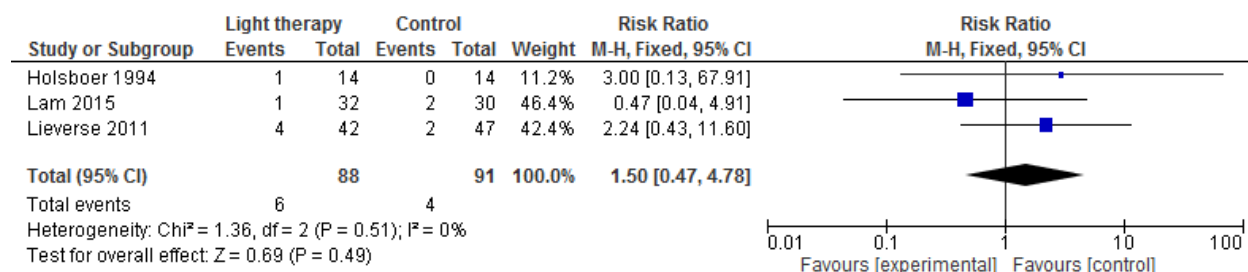 Light therapy Control Risk Ratio Risk Ratio
Study or Subgroup Events Total Events Total Weight M-H, Fixed, 95% CI M-H, Fixed, 95% CI
Holsboer 1994 1 14 0 14 11.2% 3.00 [0.13, 67.91]
Lam 2015 1 32 2 30 46.4% 0.47 [0.04, 4.91]
Lieverse 2011 4 42 2 47 42.4% 2.24 [0.43, 11.60]
Total (95% CI) 88 91 100.0% 1.50 [0.47, 4.78]
Total events 6 4
Heterogeneity: Chi² = 1.36, df = 2 (P = 0.51); I² = 0%
Test for overall effect: Z = 0.69 (P = 0.49)
0.01 0.1 1 10 100
Favours [experimental] Favours [control]